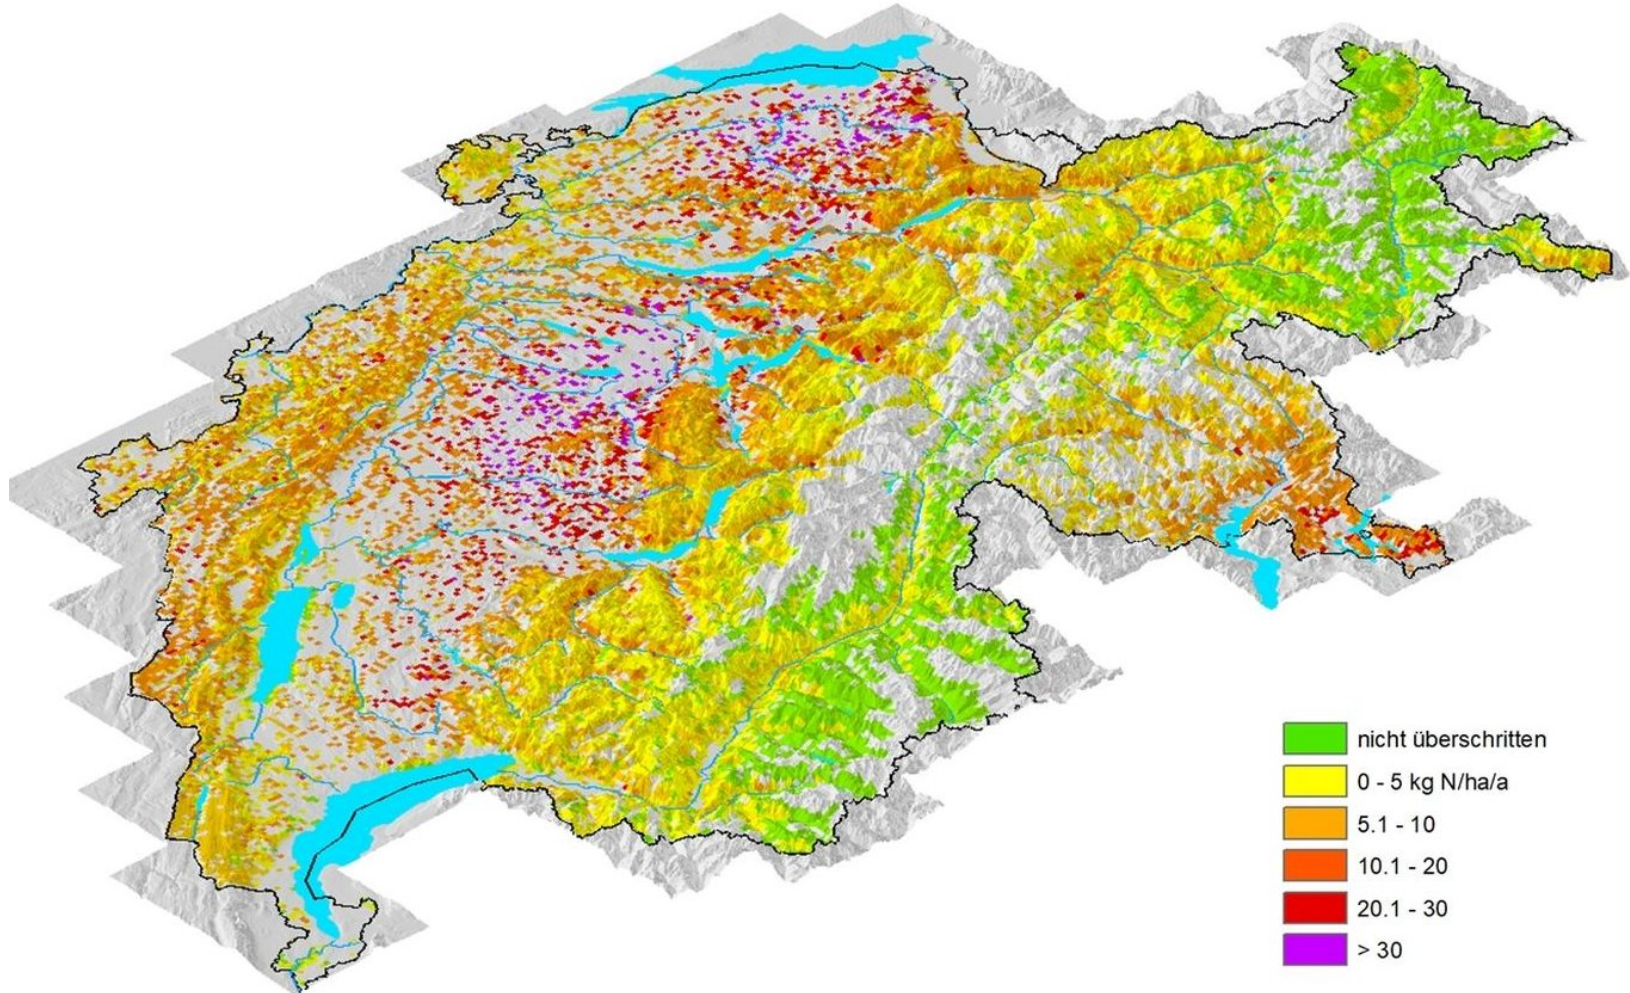 nicht überschritten
0 - 5 kg N/ha/a
5.1 - 10
10.1 - 20
20.1 - 30
> 30